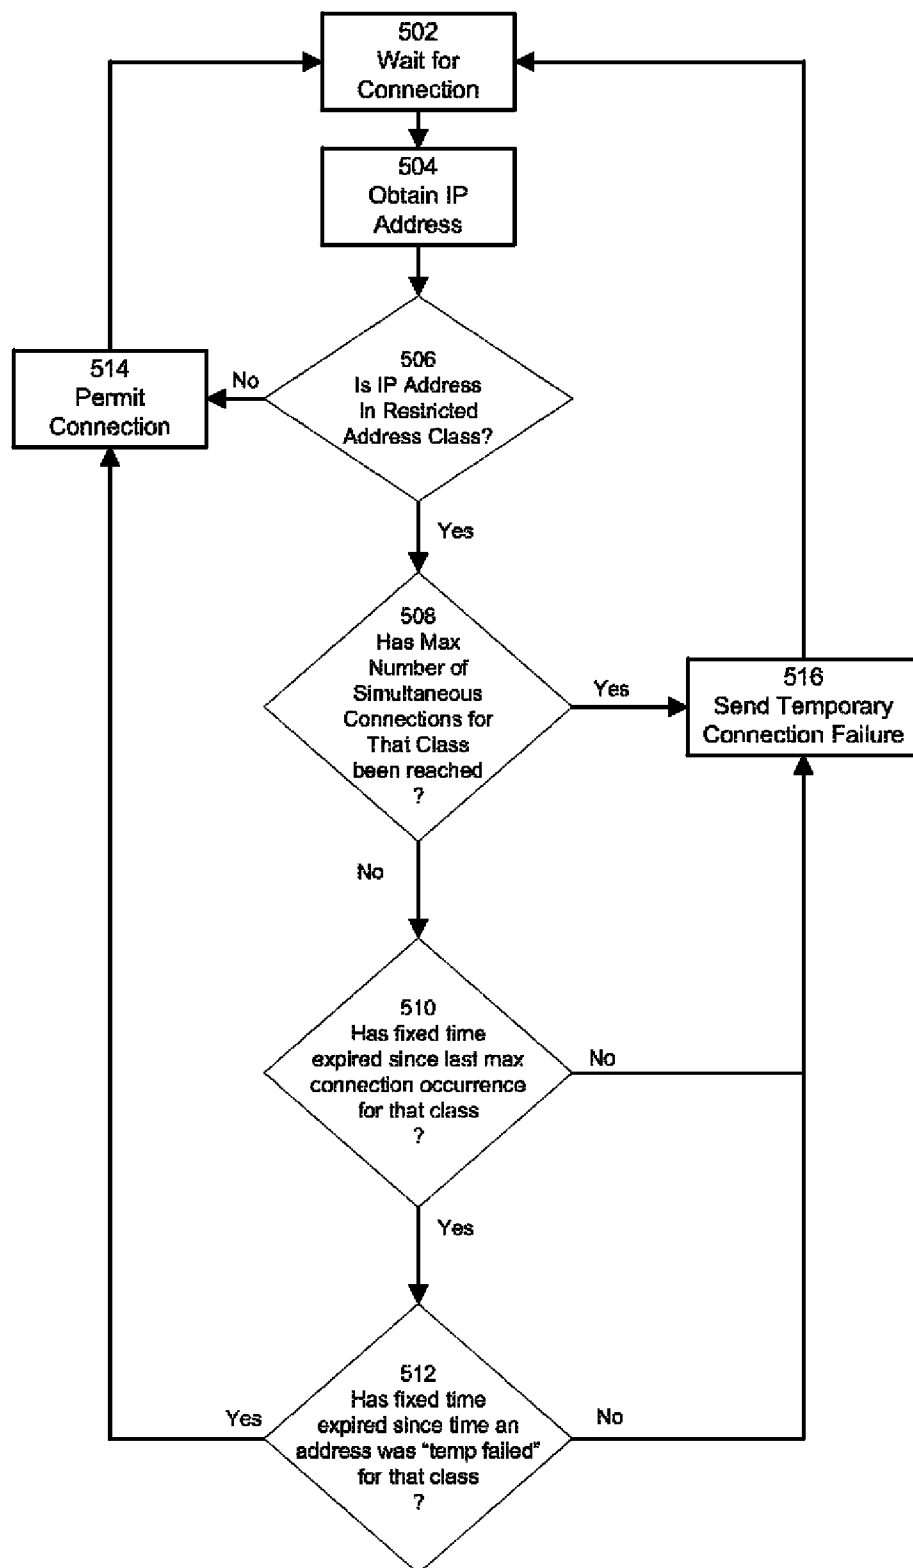 502
Wait for
Connection
504
Obtain IP
Address
506
Is IP Address
In Restricted
Address Class?
No
514
Permit
Connection
Yes
508
Has Max
Number of
Simultaneous
Connections for
That Class
been reached
?
Yes
516
Send Temporary
Connection Failure
No
510
Has fixed time
expired since last max
connection occurrence
for that class
?
No
Yes
512
Has fixed time
expired since time an
address was “temp failed”
for that class
?
Yes
No